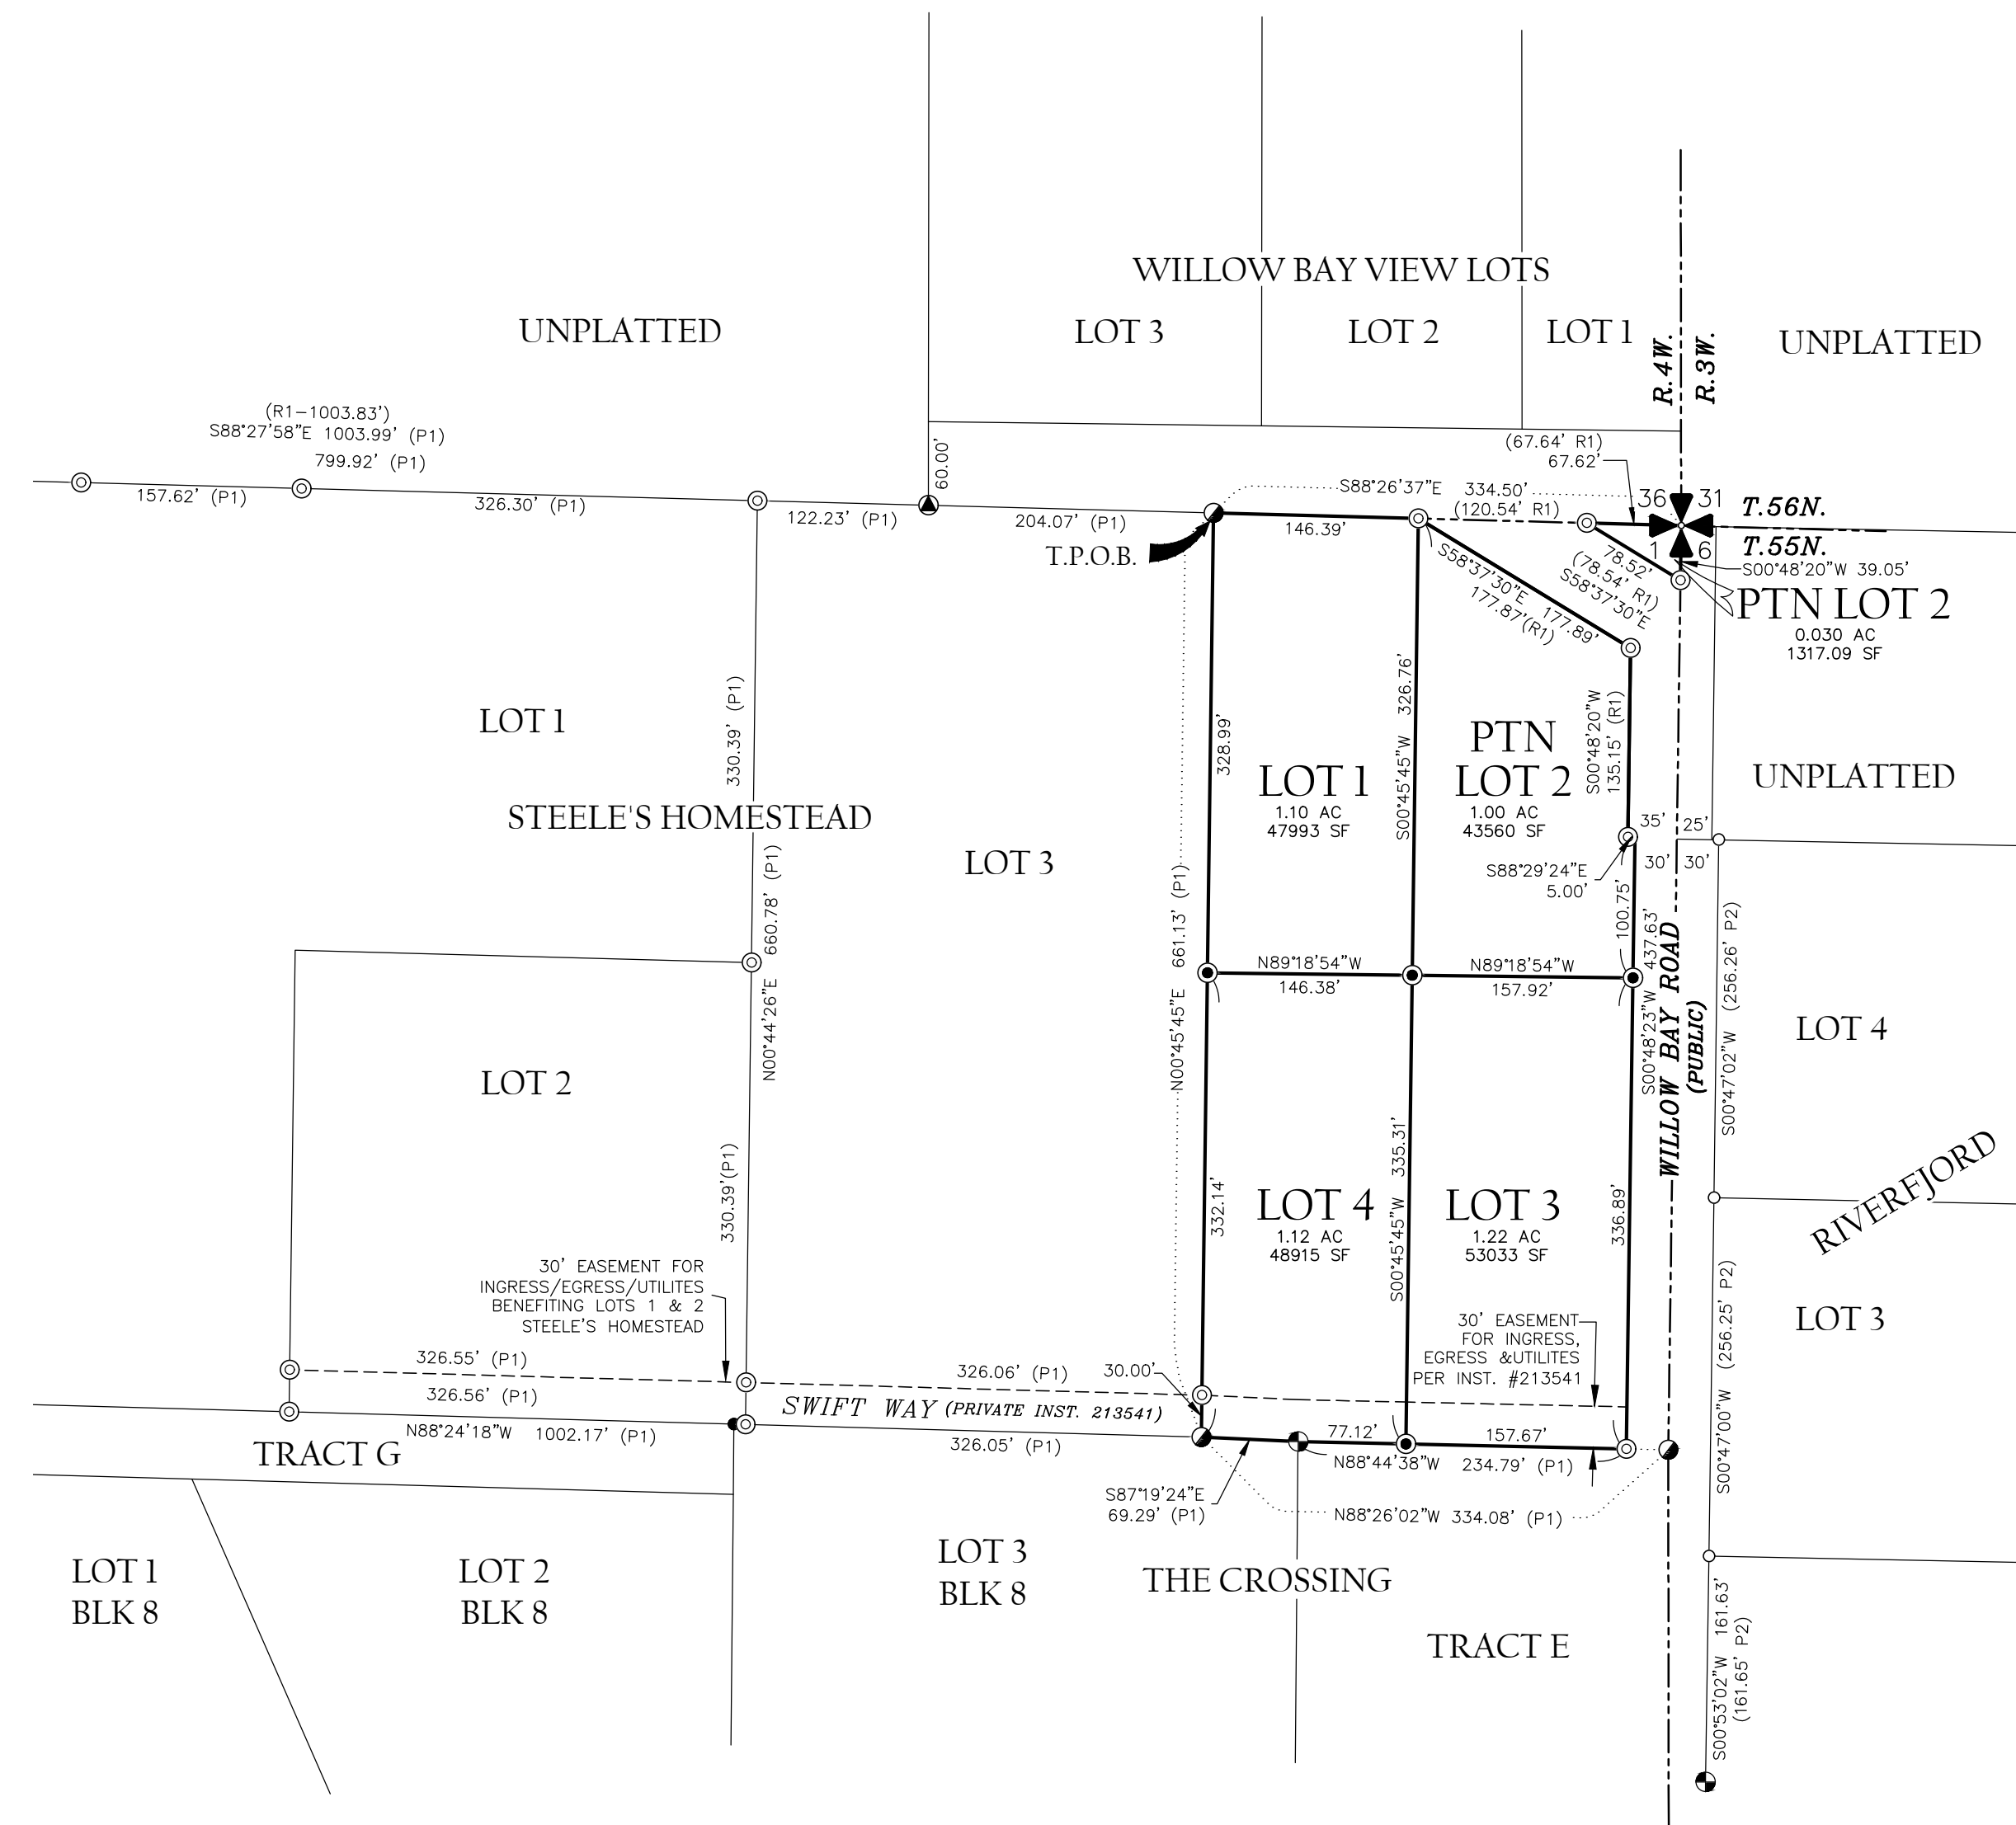 WILLOW BAY VIEW LOTS
UNPLATTED
LOT 3
LOT 2
LOT 1
R.4W.
R.3W.
UNPLATTED
(R1-1003.83')
S88°27'58"E 1003.99' (P1)
799.92' (P1)
157.62' (P1)
326.30' (P1)
122.23' (P1)
60.00'
204.07' (P1)
T.P.O.B.
S88°26'37"E 334.50'
(120.54' R1)
146.39'
(67.64' R1)
67.62'
36
31
1
6
T.56N.
T.55N.
S00°48'20"W 39.05'
PTN LOT 2
0.030 AC
1317.09 SF
78.52'
(78.54' R1)
S58°37'30"E
S58°37'30"E 177.89'
177.87'(R1)
LOT 1
330.39' (P1)
STEELE'S HOMESTEAD
LOT 3
N00°44'26"E 660.78' (P1)
328.99'
LOT 1
1.10 AC
47993 SF
S00°45'45"W 326.76'
PTN
LOT 2
1.00 AC
43560 SF
S00°48'20"W
135.15' (R1)
UNPLATTED
35'
25'
30'
30'
S88°29'24"E
5.00'
100.75'
N00°45'45"E 661.13' (P1)
N89°18'54"W
146.38'
N89°18'54"W
157.92'
S00°48'23"W 437.63'
WILLOW BAY ROAD
(PUBLIC)
S00°47'02"W (256.26' P2)
LOT 4
LOT 2
330.39'(P1)
332.14'
LOT 4
1.12 AC
48915 SF
S00°45'45"W 335.31'
LOT 3
1.22 AC
53033 SF
336.89'
RIVERFJORD
S00°47'00"W (256.25' P2)
LOT 3
30' EASEMENT FOR
INGRESS/EGRESS/UTILITES
BENEFITING LOTS 1 & 2
STEELE'S HOMESTEAD
30' EASEMENT
FOR INGRESS,
EGRESS &UTILITES
PER INST. #213541
326.55' (P1)
326.56' (P1)
326.06' (P1)
30.00'
SWIFT WAY (PRIVATE INST. 213541)
N88°24'18"W 1002.17' (P1)
326.05' (P1)
77.12'
157.67'
N88°44'38"W 234.79' (P1)
TRACT G
S87°19'24"E
69.29' (P1)
N88°26'02"W 334.08' (P1)
LOT 1
BLK 8
LOT 2
BLK 8
LOT 3
BLK 8
THE CROSSING
TRACT E
S00°53'02"W 161.63'
(161.65' P2)